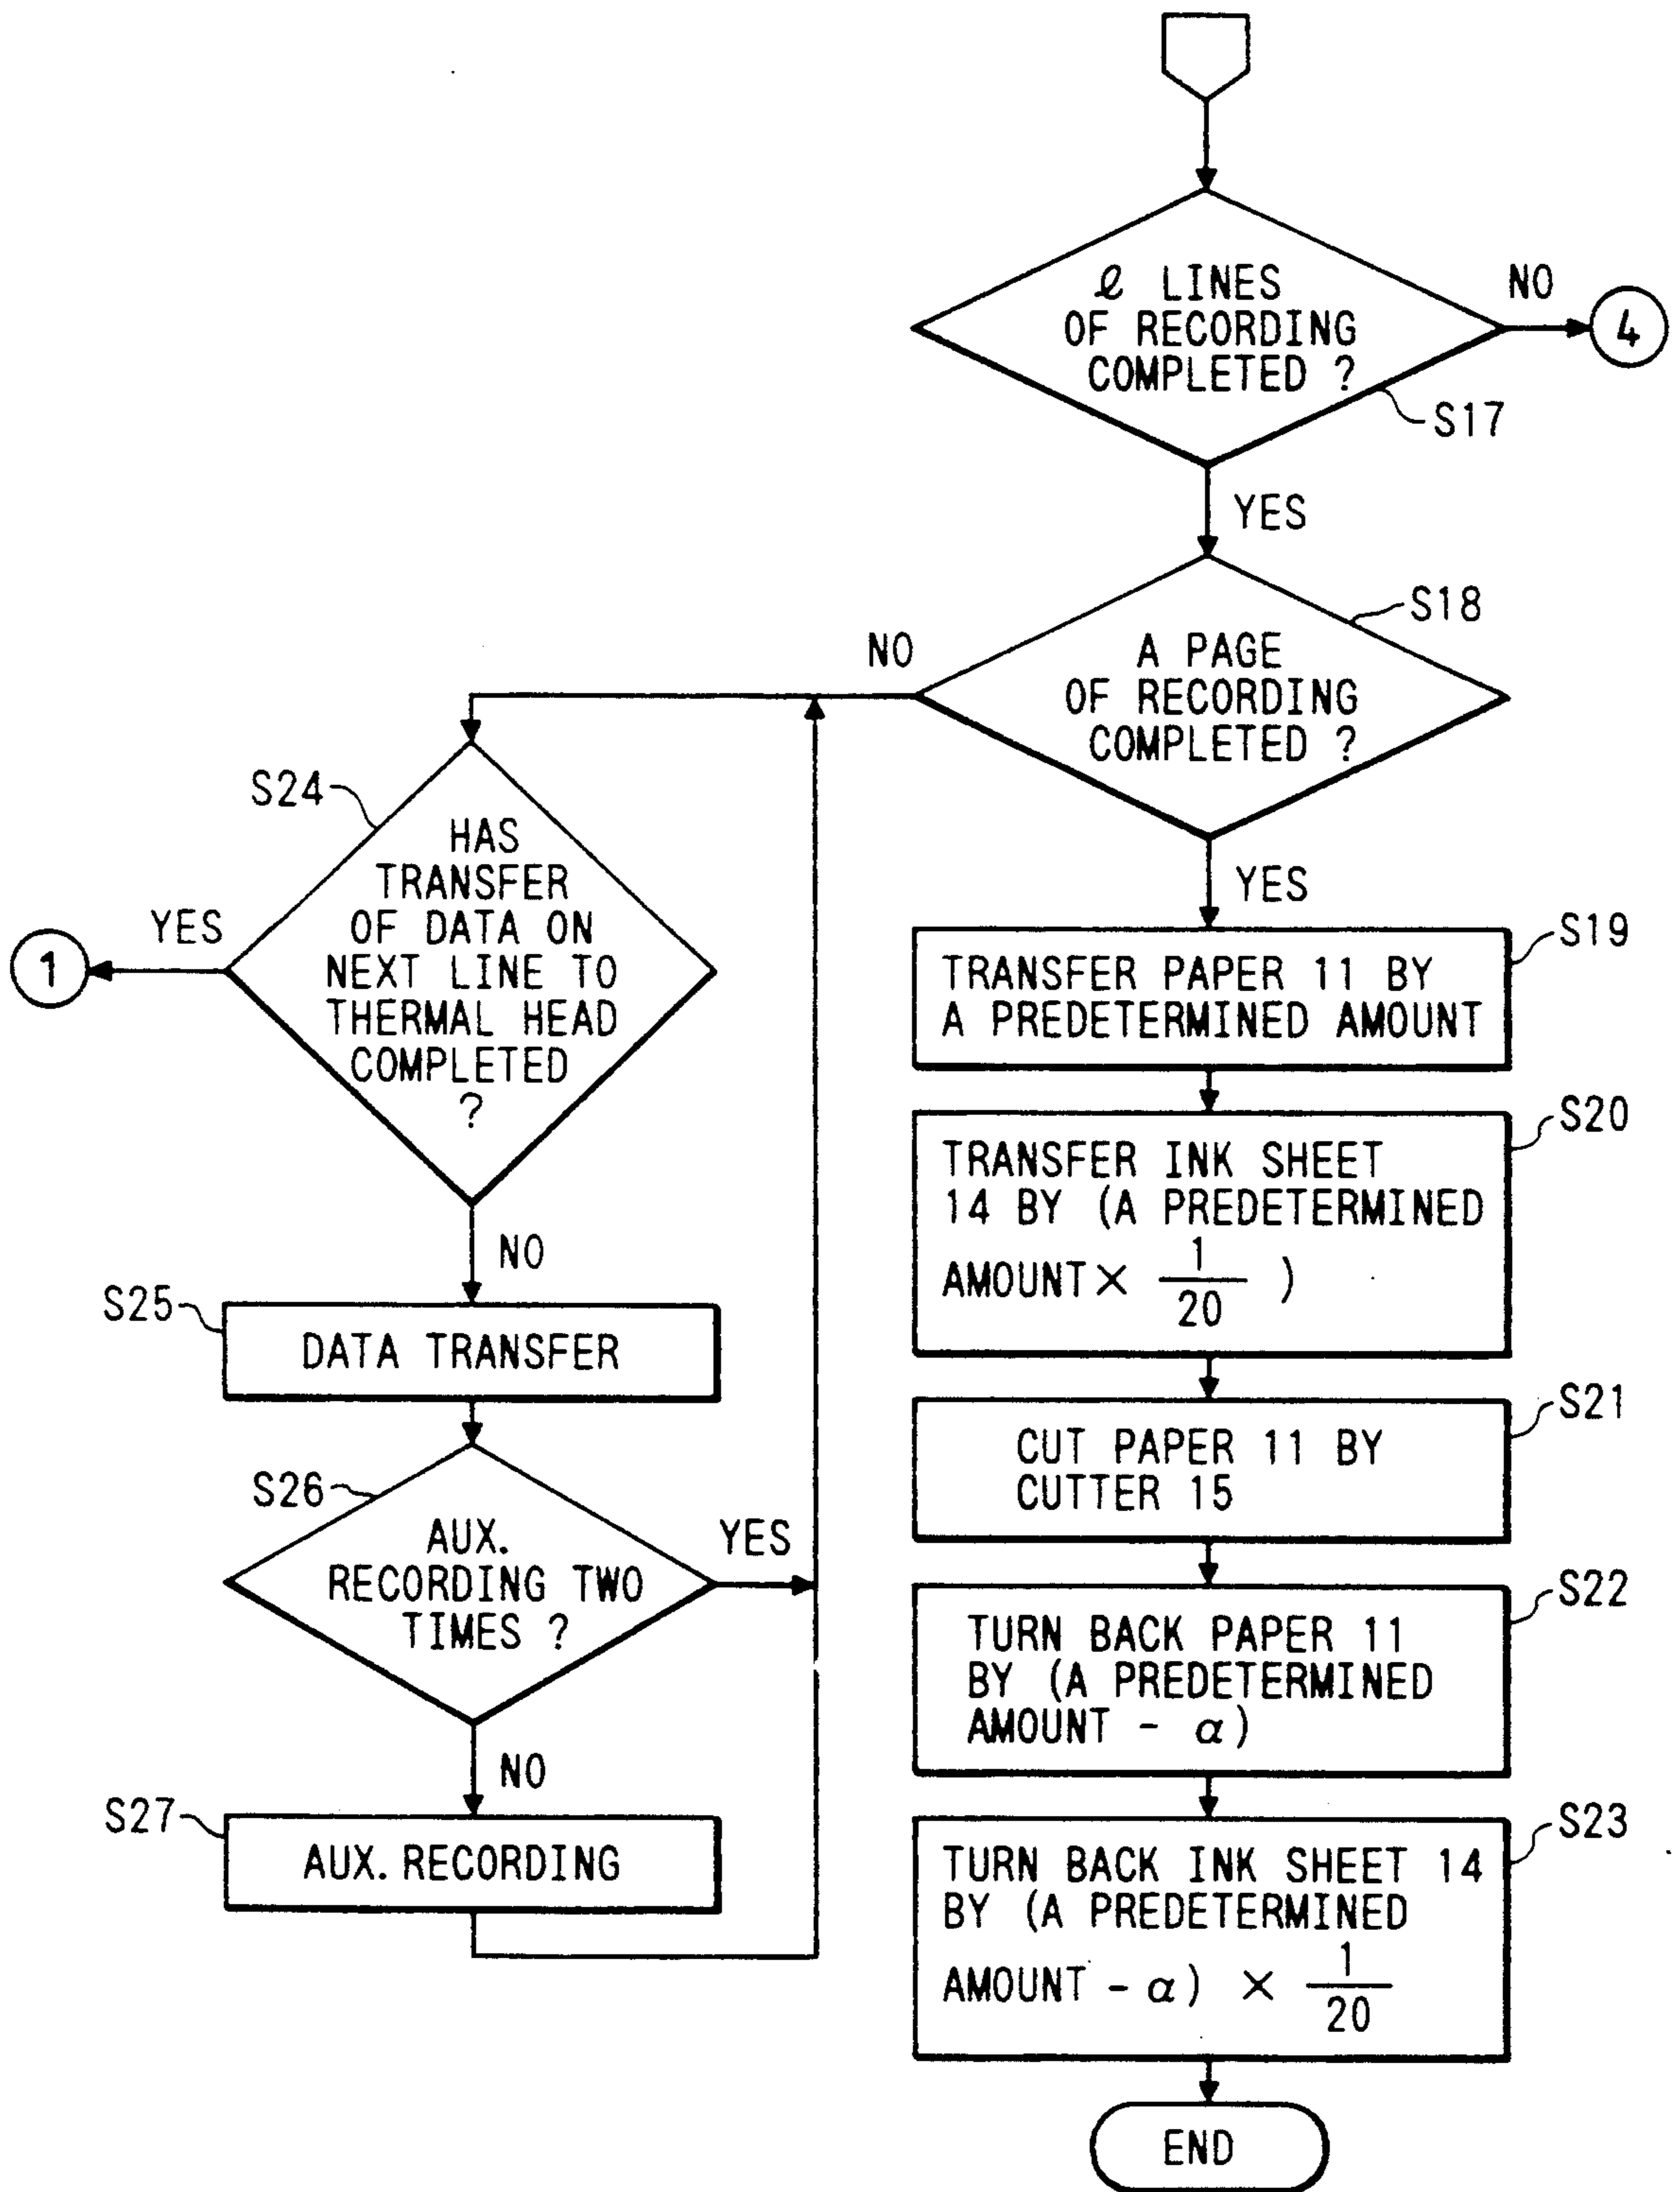 ℓ LINES
OF RECORDING
COMPLETED ?
NO
4
S17
YES
S18
A PAGE
OF RECORDING
COMPLETED ?
NO
YES
S24
HAS
TRANSFER
OF DATA ON
NEXT LINE TO
THERMAL HEAD
COMPLETED
?
YES
1
NO
S25
DATA TRANSFER
S26
AUX.
RECORDING TWO
TIMES ?
YES
NO
S27
AUX. RECORDING
S19
TRANSFER PAPER 11 BY
A PREDETERMINED AMOUNT
S20
TRANSFER INK SHEET
14 BY (A PREDETERMINED
AMOUNT × 1/20 )
S21
CUT PAPER 11 BY
CUTTER 15
S22
TURN BACK PAPER 11
BY (A PREDETERMINED
AMOUNT - α)
S23
TURN BACK INK SHEET 14
BY (A PREDETERMINED
AMOUNT - α) × 1/20
END